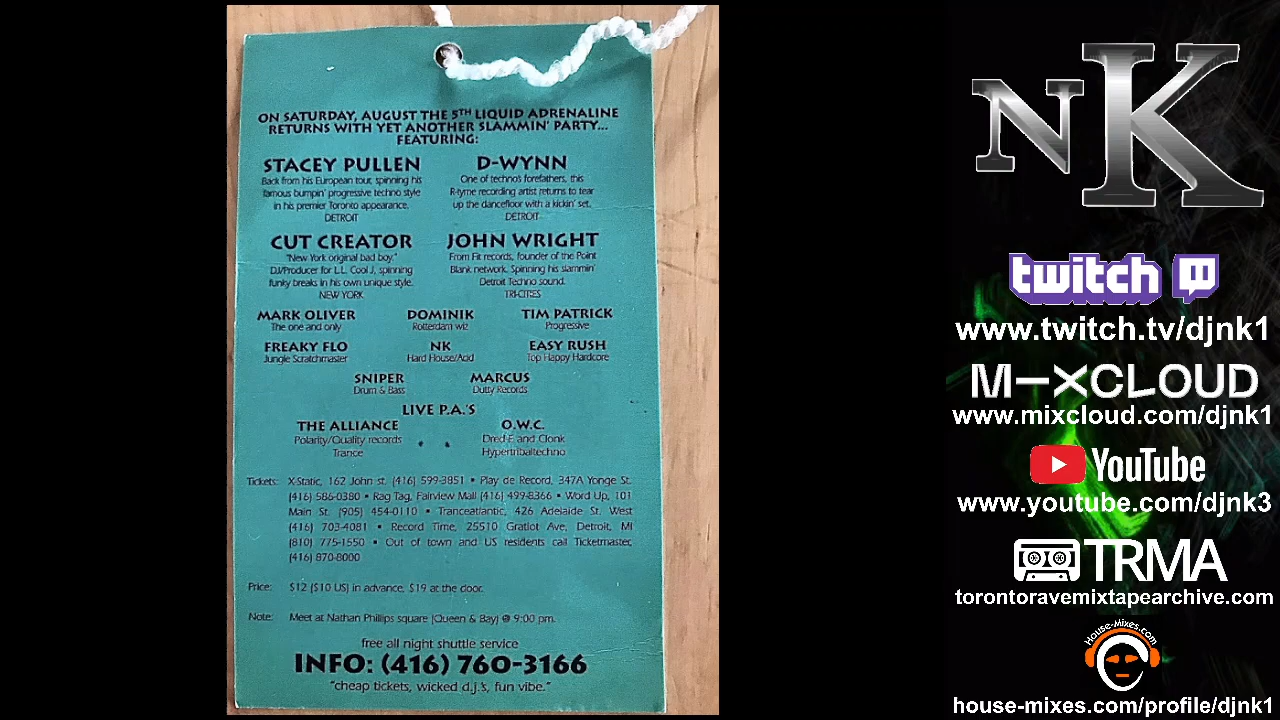 ON SATURDAY, AUGUST THE 5TH LIQUID ADRENALINE
RETURNS WITH YET ANOTHER SLAMMIN' PARTY...
FEATURING:
STACEY PULLEN
Back from his European tour, spinning his
famous bumpin' progressive techno style
in his premier Toronto appearance.
DETROIT
D-WYNN
One of techno's forefathers, this
R-tyme recording artist returns to tear
up the dancefloor with a kickin' set.
DETROIT
CUT CREATOR
"New York original bad boy."
DJ/Producer for L.L. Cool J, spinning
funky breaks in his own unique style.
NEW YORK
JOHN WRIGHT
From Fit records, founder of the Point
Blank network. Spinning his slammin'
Detroit Techno sound.
TRI-CITIES
MARK OLIVER
The one and only
DOMINIK
Rotterdam wiz
TIM PATRICK
Progressive
FREAKY FLO
Jungle Scratchmaster
NK
Hard House/Acid
EASY RUSH
Top Happy Hardcore
SNIPER
Drum & Bass
MARCUS
Dutty Records
LIVE P.A.'S
THE ALLIANCE
Polarity/Quality records
Trance
O.W.C.
Dred-E and Clonk
Hypertribaltechno
Tickets: X-Static, 162 John st. (416) 599-3851 • Play de Record, 347A Yonge St.
(416) 586-0380 • Rag Tag, Fairview Mall (416) 499-8366 • Word Up, 101
Main St. (905) 454-0110 • Tranceatlantic, 426 Adelaide St. West
(416) 703-4081 • Record Time, 25510 Gratiot Ave, Detroit, MI
(810) 775-1550 • Out of town and US residents call Ticketmaster,
(416) 870-8000
Price: $12 ($10 US) in advance, $19 at the door.
Note: Meet at Nathan Phillips square (Queen & Bay) @ 9:00 pm.
free all night shuttle service
INFO: (416) 760-3166
"cheap tickets, wicked d.j.'s, fun vibe."
NK
twitch
www.twitch.tv/djnk1
M-XCLOUD
www.mixcloud.com/djnk1
YouTube
www.youtube.com/djnk3
TRMA
torontoravemixtapearchive.com
House-Mixes.com
house-mixes.com/profile/djnk1